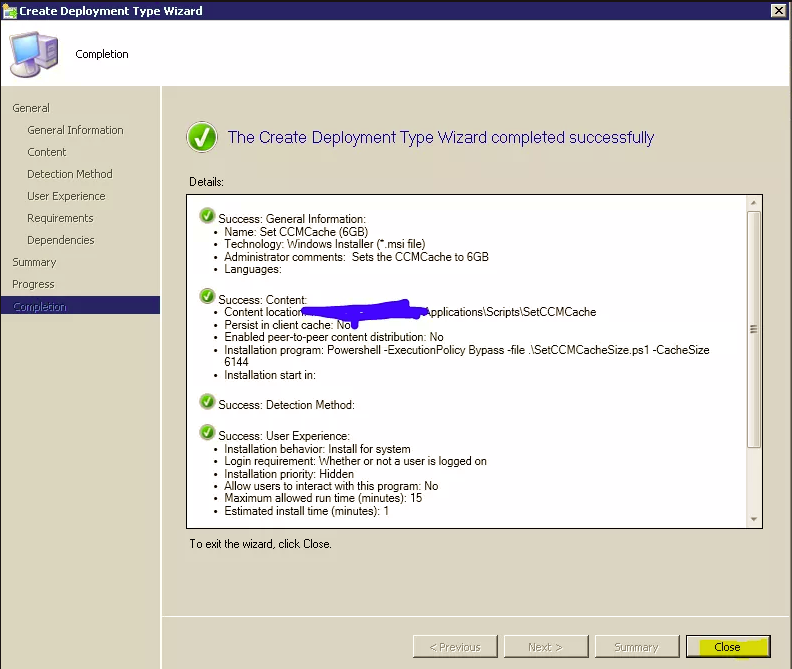 Create Deployment Type Wizard
Completion
General
General Information
Content
Detection Method
User Experience
Requirements
Dependencies
Summary
Progress
Completion
The Create Deployment Type Wizard completed successfully
Details:
Success: General Information:
• Name: Set CCMCache (6GB)
• Technology: Windows Installer (*.msi file)
• Administrator comments: Sets the CCMCache to 6GB
• Languages:
Success: Content:
• Content location Applications\Scripts\SetCCMCache
• Persist in client cache: No
• Enabled peer-to-peer content distribution: No
• Installation program: Powershell -ExecutionPolicy Bypass -file .\SetCCMCacheSize.ps1 -CacheSize
6144
• Installation start in:
Success: Detection Method:
Success: User Experience:
• Installation behavior: Install for system
• Login requirement: Whether or not a user is logged on
• Installation priority: Hidden
• Allow users to interact with this program: No
• Maximum allowed run time (minutes): 15
• Estimated install time (minutes): 1
To exit the wizard, click Close.
< Previous
Next >
Summary
Close